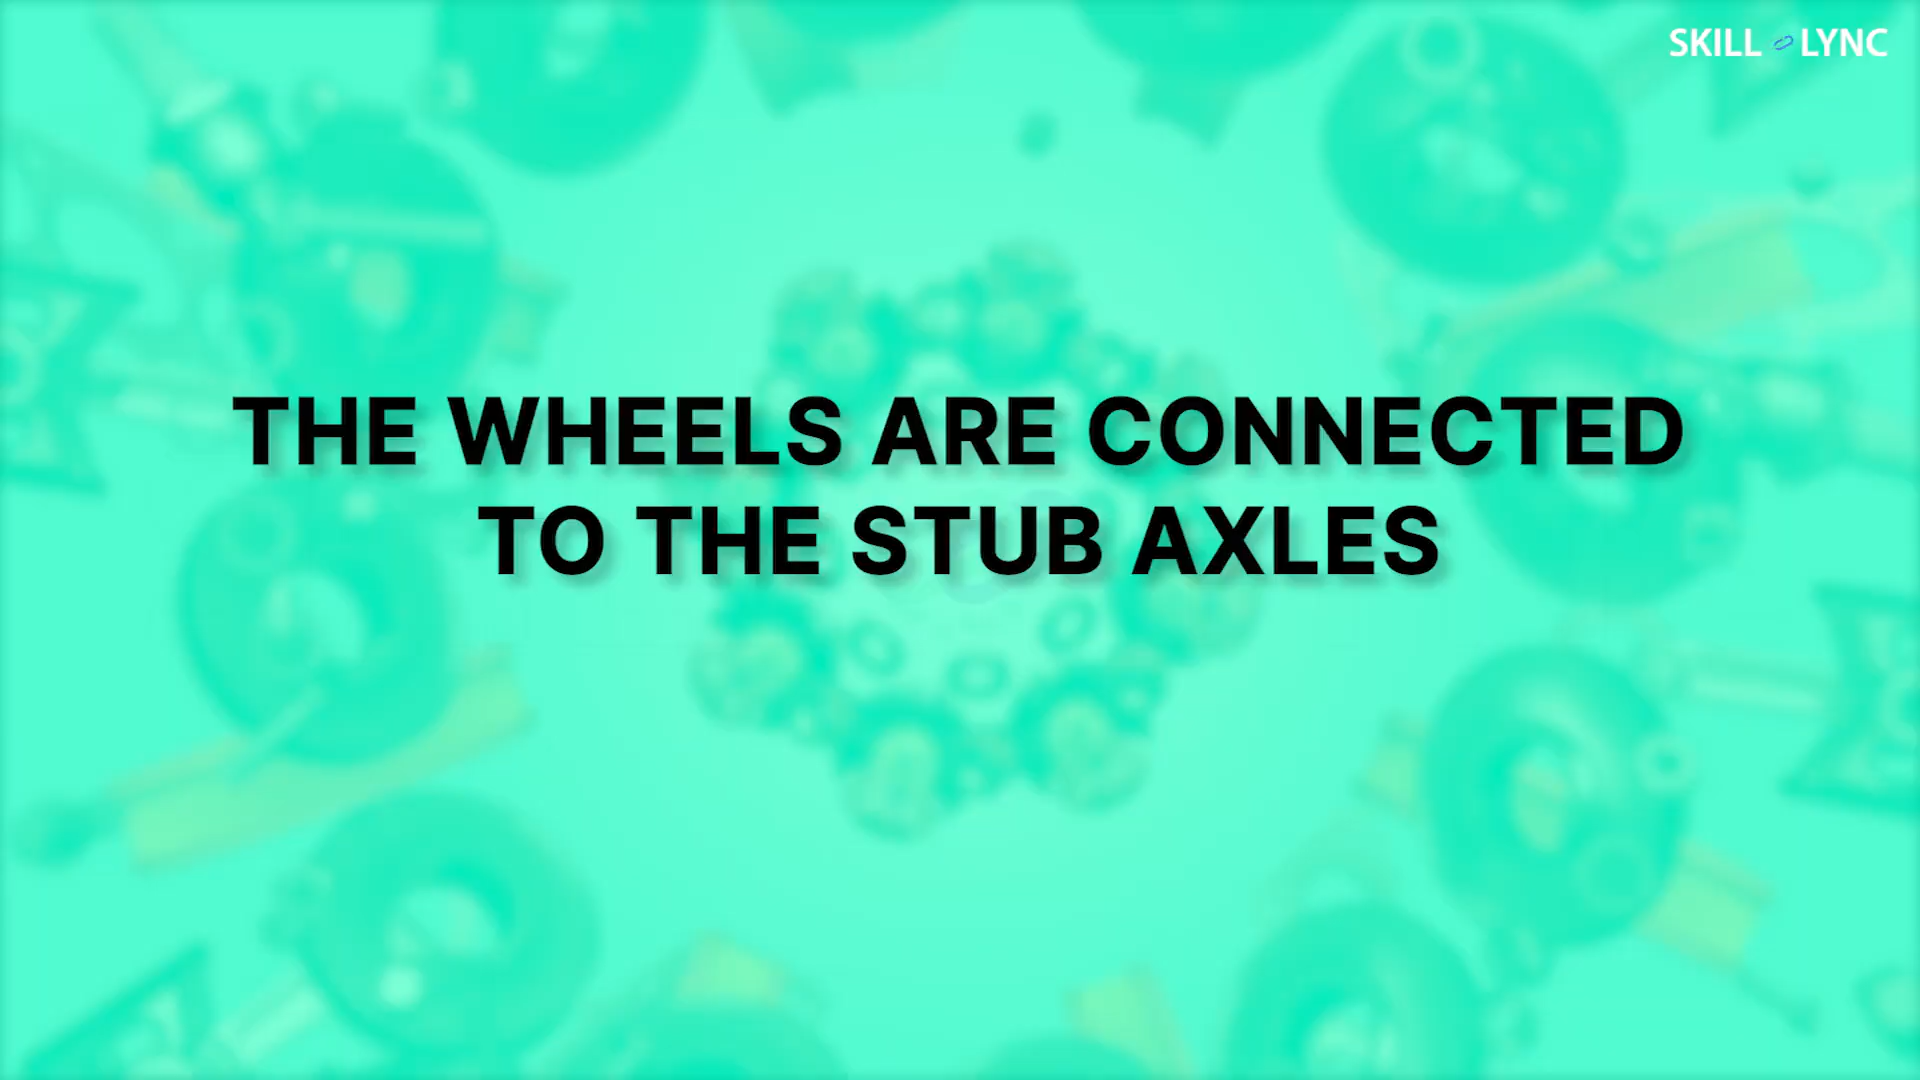 SKILL LYNC
THE WHEELS ARE CONNECTED
TO THE STUB AXLES